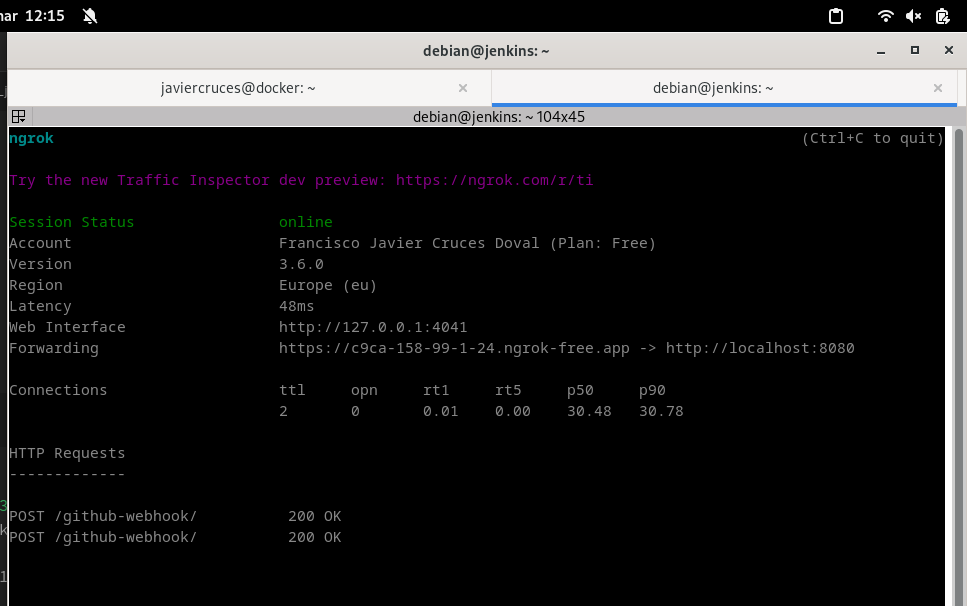 mar 12:15
debian@jenkins: ~
javiercruces@docker: ~ × debian@jenkins: ~ ×
debian@jenkins: ~ 104x45
ngrok (Ctrl+C to quit)
Try the new Traffic Inspector dev preview: https://ngrok.com/r/ti
Session Status online
Account Francisco Javier Cruces Doval (Plan: Free)
Version 3.6.0
Region Europe (eu)
Latency 48ms
Web Interface http://127.0.0.1:4041
Forwarding https://c9ca-158-99-1-24.ngrok-free.app -> http://localhost:8080
Connections ttl opn rt1 rt5 p50 p90
2 0 0.01 0.00 30.48 30.78
HTTP Requests
-------------
POST /github-webhook/ 200 OK
POST /github-webhook/ 200 OK